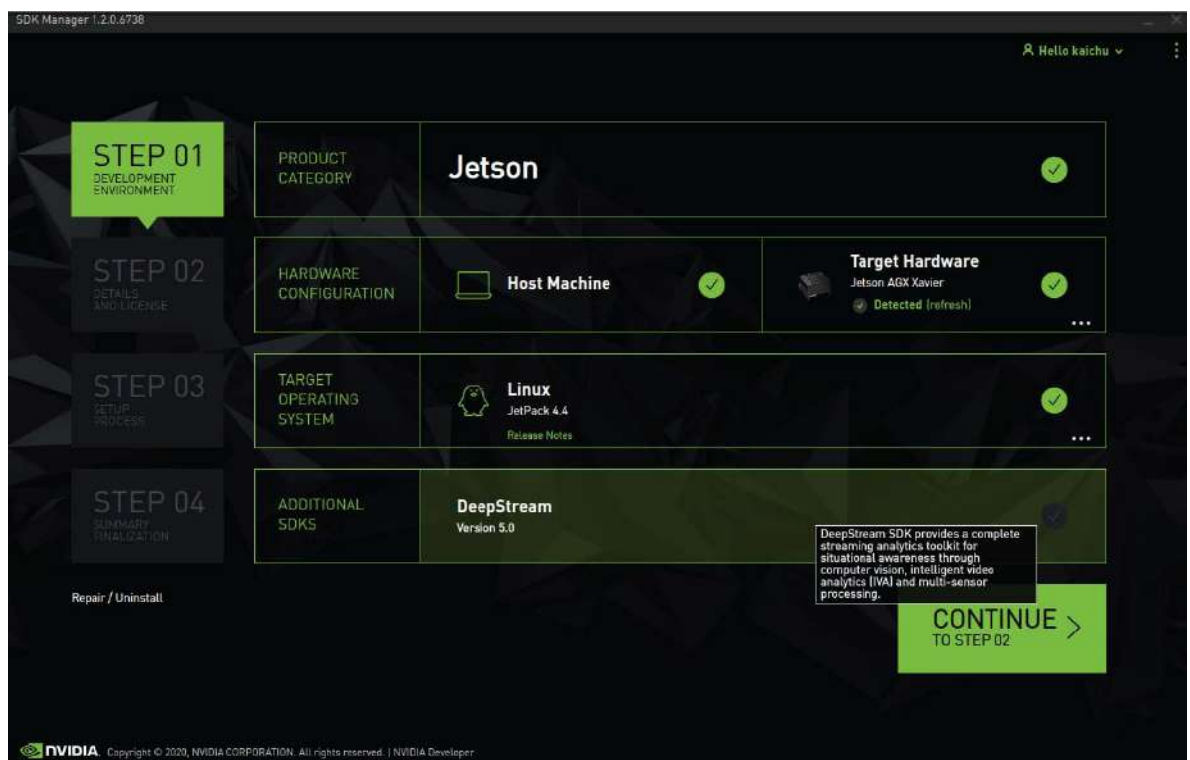 SDK Manager 1.2.0.6738
Hello kaichu
STEP 01
DEVELOPMENT
ENVIRONMENT
PRODUCT
CATEGORY
Jetson
STEP 02
DETAILS
AND LICENSE
HARDWARE
CONFIGURATION
Host Machine
Target Hardware
Jetson AGX Xavier
Detected (refresh)
STEP 03
SETUP
PROCESS
TARGET
OPERATING
SYSTEM
Linux
JetPack 4.4
Release Notes
STEP 04
SUMMARY
FINALIZATION
ADDITIONAL
SDKS
DeepStream
Version 5.0
DeepStream SDK provides a complete
streaming analytics toolkit for
situational awareness through
computer vision, intelligent video
analytics (IVA) and multi-sensor
processing.
Repair / Uninstall
CONTINUE
TO STEP 02
NVIDIA. Copyright © 2020, NVIDIA CORPORATION. All rights reserved. | NVIDIA Developer